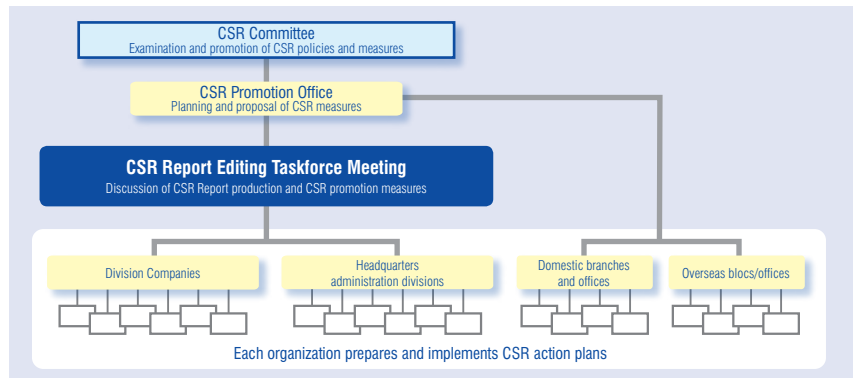 CSR Committee
Examination and promotion of CSR policies and measures
CSR Promotion Office
Planning and proposal of CSR measures
CSR Report Editing Taskforce Meeting
Discussion of CSR Report production and CSR promotion measures
Division Companies
Headquarters
administration divisions
Domestic branches
and offices
Overseas blocs/offices
Each organization prepares and implements CSR action plans